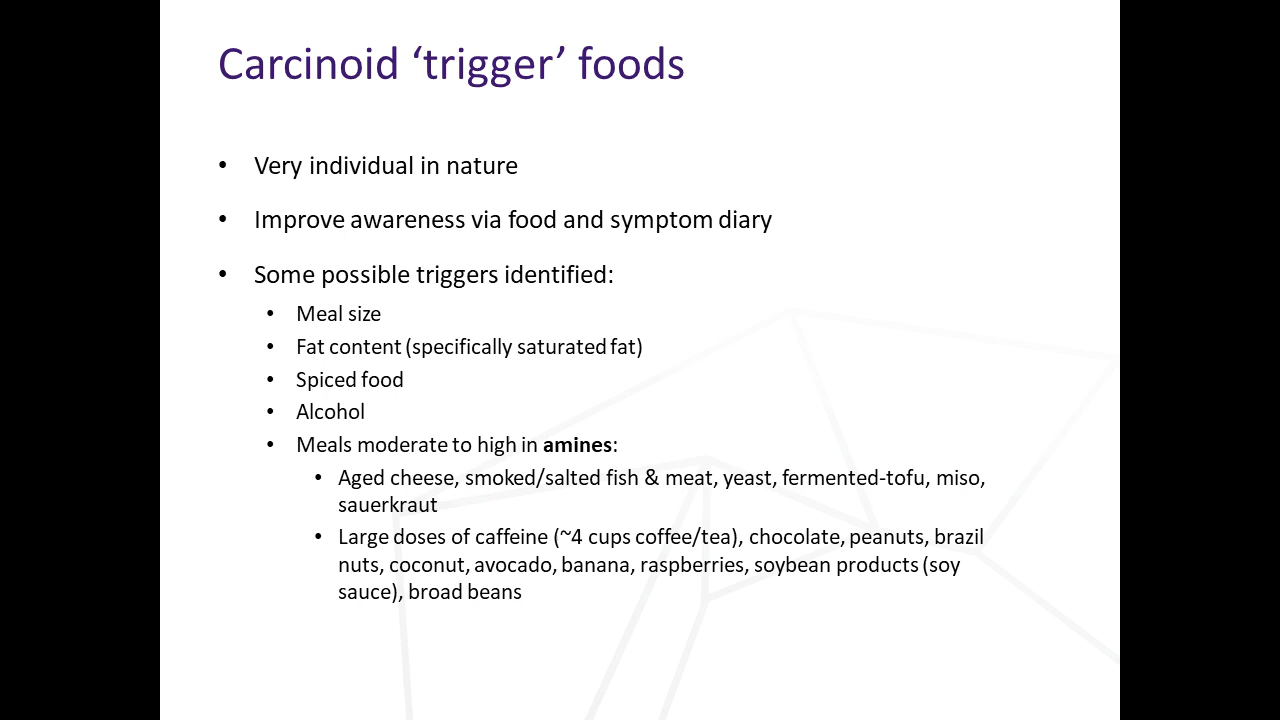 Carcinoid ‘trigger’ foods
• Very individual in nature
• Improve awareness via food and symptom diary
• Some possible triggers identified:
• Meal size
• Fat content (specifically saturated fat)
• Spiced food
• Alcohol
• Meals moderate to high in amines:
• Aged cheese, smoked/salted fish & meat, yeast, fermented-tofu, miso,
sauerkraut
• Large doses of caffeine (~4 cups coffee/tea), chocolate, peanuts, brazil
nuts, coconut, avocado, banana, raspberries, soybean products (soy
sauce), broad beans